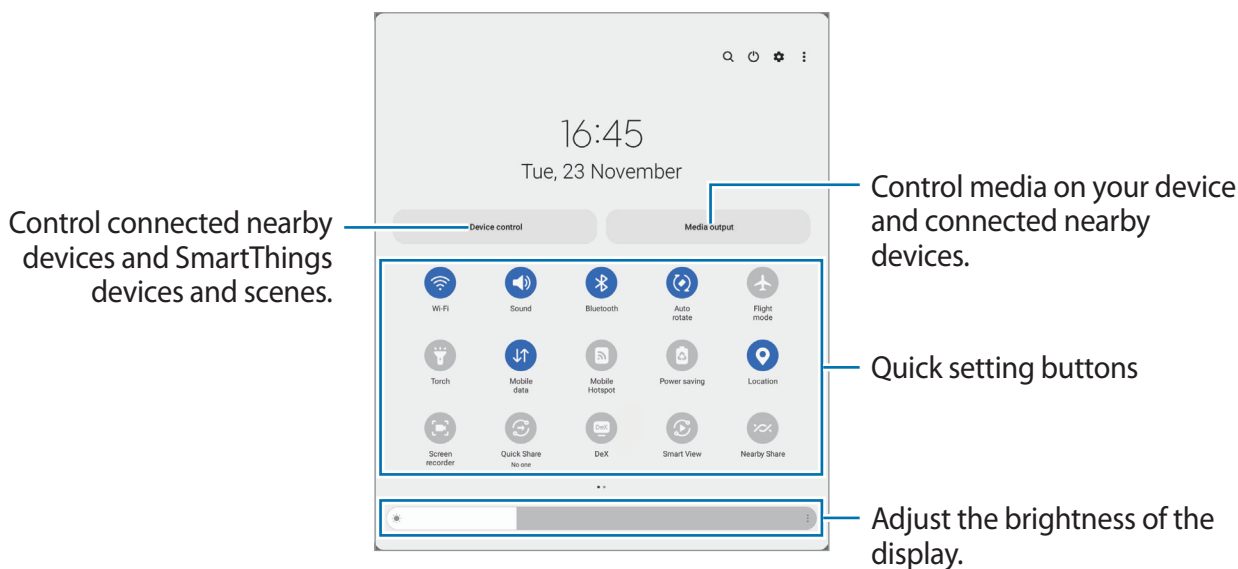 16:45
Tue, 23 November
Control connected nearby
devices and SmartThings
devices and scenes.
Device control
Media output
Control media on your device
and connected nearby
devices.
Wi-Fi
Sound
Bluetooth
Auto
rotate
Flight
mode
Torch
Mobile
data
Mobile
Hotspot
Power saving
Location
Quick setting buttons
DeX
Screen
recorder
Quick Share
No one
DeX
Smart View
Nearby Share
Adjust the brightness of the
display.